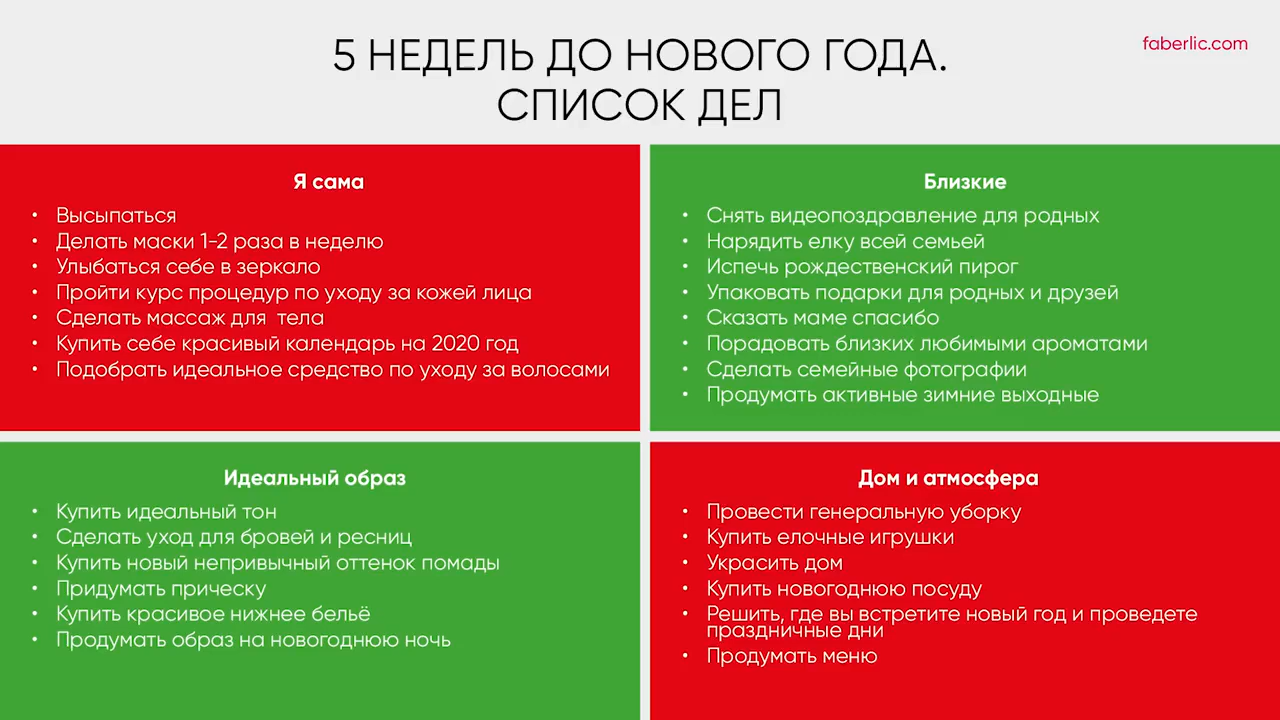 5 НЕДЕЛЬ ДО НОВОГО ГОДА.
СПИСОК ДЕЛ
faberlic.com
Я сама
• Высыпаться
• Делать маски 1-2 раза в неделю
• Улыбаться себе в зеркало
• Пройти курс процедур по уходу за кожей лица
• Сделать массаж для тела
• Купить себе красивый календарь на 2020 год
• Подобрать идеальное средство по уходу за волосами
Близкие
• Снять видеопоздравление для родных
• Нарядить елку всей семьей
• Испечь рождественский пирог
• Упаковать подарки для родных и друзей
• Сказать маме спасибо
• Порадовать близких любимыми ароматами
• Сделать семейные фотографии
• Продумать активные зимние выходные
Идеальный образ
• Купить идеальный тон
• Сделать уход для бровей и ресниц
• Купить новый непривычный оттенок помады
• Придумать прическу
• Купить красивое нижнее бельё
• Продумать образ на новогоднюю ночь
Дом и атмосфера
• Провести генеральную уборку
• Купить елочные игрушки
• Украсить дом
• Купить новогоднюю посуду
• Решить, где вы встретите новый год и проведете
праздничные дни
• Продумать меню